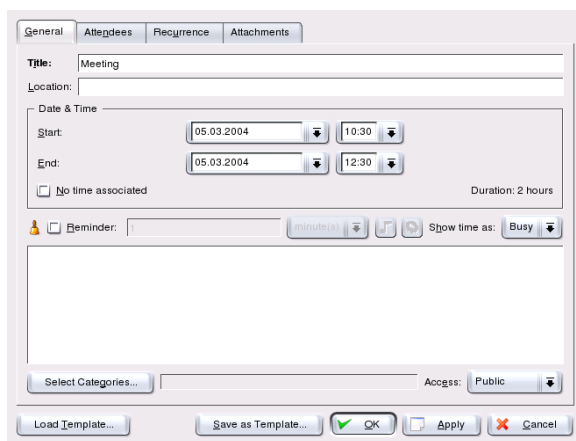 General Attendees Recurrence Attachments
Title: Meeting
Location:
Date & Time
Start: 05.03.2004 10:30
End: 05.03.2004 12:30
No time associated Duration: 2 hours
Reminder: 1 minute(s) Show time as: Busy
Select Categories... Access: Public
Load Template... Save as Template... OK Apply Cancel